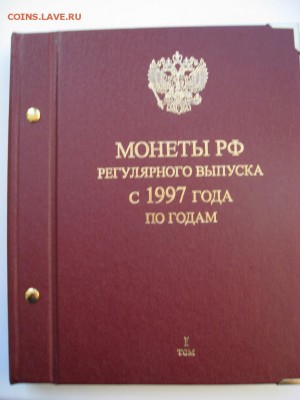 COINS.LAVE.RU
МОНЕТЫ РФ
РЕГУЛЯРНОГО ВЫПУСКА
С 1997 ГОДА
ПО ГОДАМ
I
ТОМ